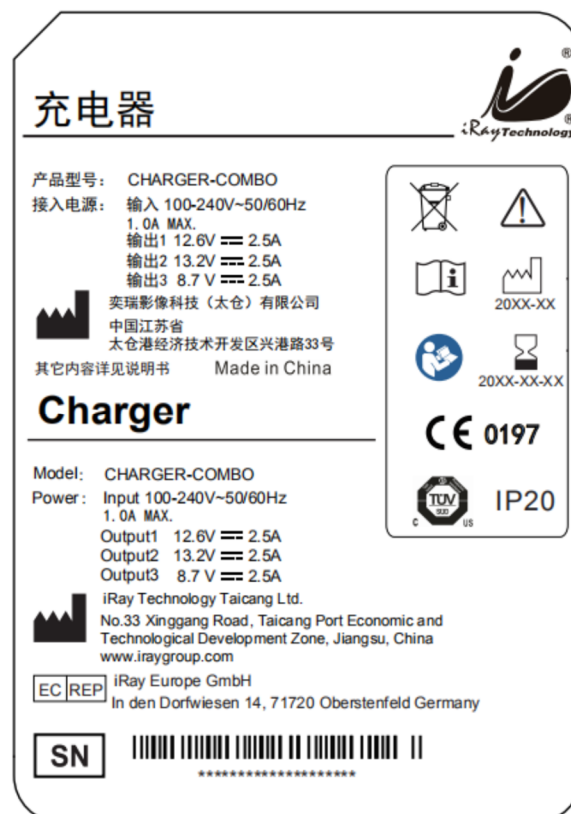 充电器
iRayTechnology
® ®
产品型号： CHARGER-COMBO
接入电源： 输入 100-240V~50/60Hz
1.0A MAX.
输出1 12.6V ⎓ 2.5A
输出2 13.2V ⎓ 2.5A
输出3 8.7 V ⎓ 2.5A
奕瑞影像科技（太仓）有限公司
中国江苏省
太仓港经济技术开发区兴港路33号
其它内容详见说明书 Made in China
i
20XX-XX
20XX-XX-XX
CE 0197
TÜV
SUD
C US
IP20
Charger
Model: CHARGER-COMBO
Power: Input 100-240V~50/60Hz
1.0A MAX.
Output1 12.6V ⎓ 2.5A
Output2 13.2V ⎓ 2.5A
Output3 8.7 V ⎓ 2.5A
iRay Technology Taicang Ltd.
No.33 Xinggang Road, Taicang Port Economic and
Technological Development Zone, Jiangsu, China
www.iraygroup.com
EC REP
iRay Europe GmbH
In den Dorfwiesen 14, 71720 Oberstenfeld Germany
SN
********************